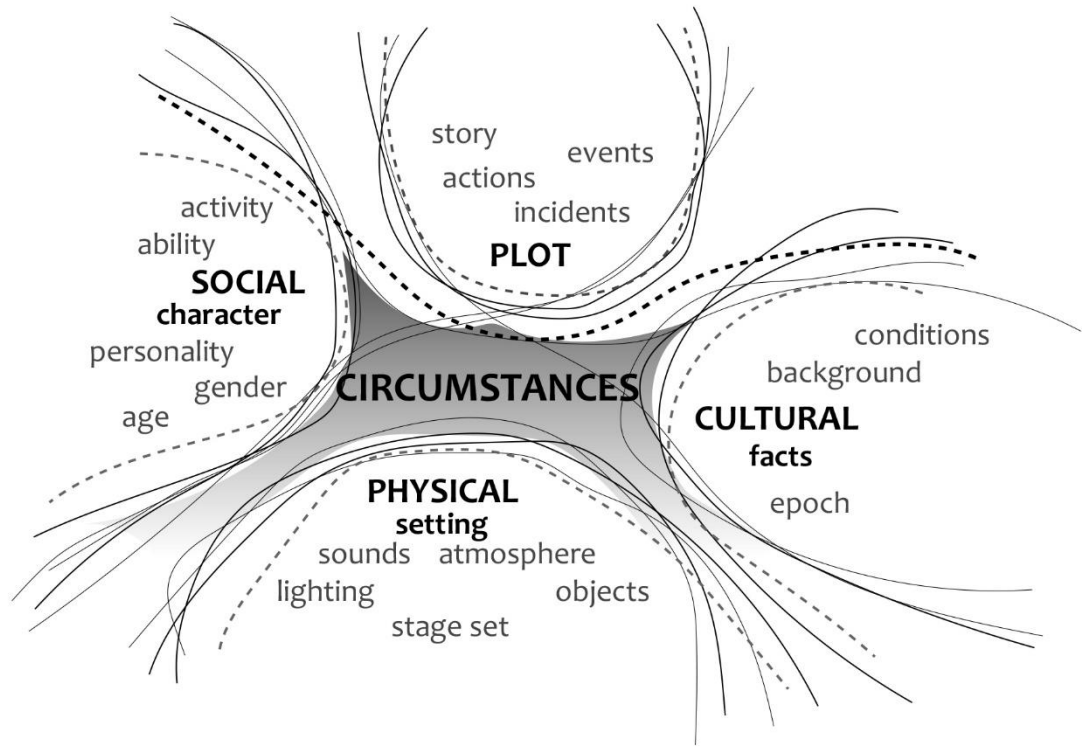 story
events
actions
incidents
PLOT
activity
ability
SOCIAL
character
personality
gender
age
CIRCUMSTANCES
conditions
background
CULTURAL
facts
epoch
PHYSICAL
setting
sounds atmosphere
lighting objects
stage set